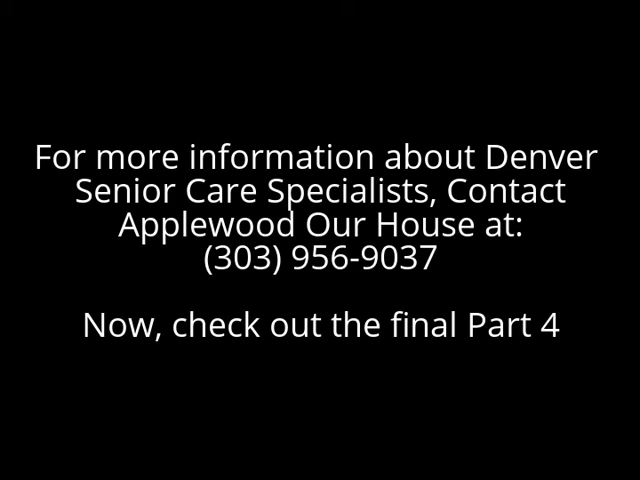 For more information about Denver
Senior Care Specialists, Contact
Applewood Our House at:
(303) 956-9037
Now, check out the final Part 4